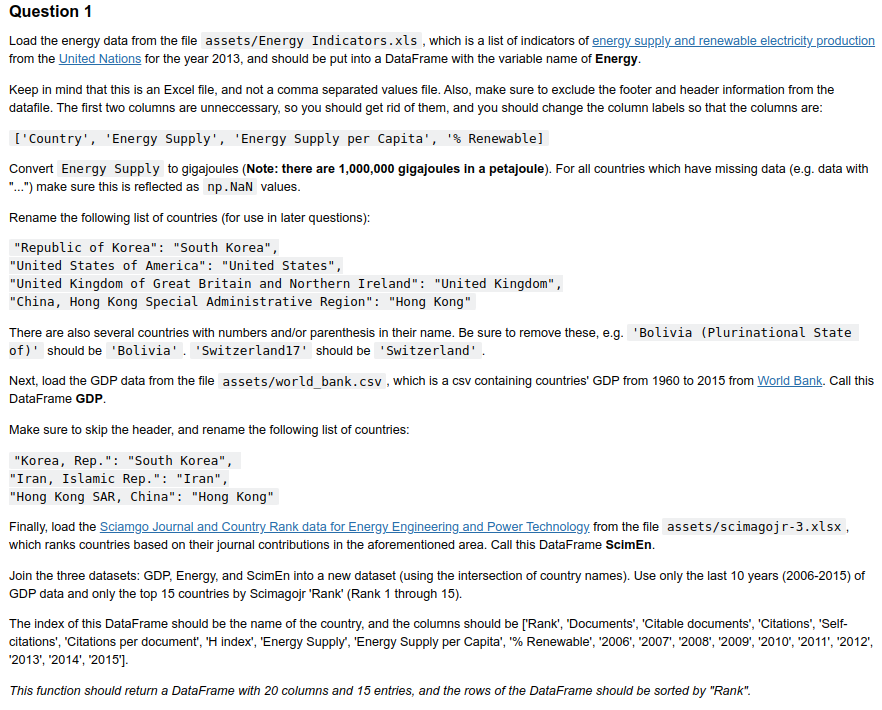 Question 1
Load the energy data from the file assets/Energy Indicators.xls , which is a list of indicators of energy supply and renewable electricity production
from the United Nations for the year 2013, and should be put into a DataFrame with the variable name of Energy.
Keep in mind that this is an Excel file, and not a comma separated values file. Also, make sure to exclude the footer and header information from the
datafile. The first two columns are unneccessary, so you should get rid of them, and you should change the column labels so that the columns are:
['Country', 'Energy Supply', 'Energy Supply per Capita', '% Renewable]
Convert Energy Supply to gigajoules (Note: there are 1,000,000 gigajoules in a petajoule). For all countries which have missing data (e.g. data with
"...") make sure this is reflected as np.NaN values.
Rename the following list of countries (for use in later questions):
"Republic of Korea": "South Korea",
"United States of America": "United States",
"United Kingdom of Great Britain and Northern Ireland": "United Kingdom",
"China, Hong Kong Special Administrative Region": "Hong Kong"
There are also several countries with numbers and/or parenthesis in their name. Be sure to remove these, e.g. 'Bolivia (Plurinational State
of)' should be 'Bolivia' . 'Switzerland17' should be 'Switzerland' .
Next, load the GDP data from the file assets/world_bank.csv , which is a csv containing countries' GDP from 1960 to 2015 from World Bank. Call this
DataFrame GDP.
Make sure to skip the header, and rename the following list of countries:
"Korea, Rep.": "South Korea",
"Iran, Islamic Rep.": "Iran",
"Hong Kong SAR, China": "Hong Kong"
Finally, load the Sciamgo Journal and Country Rank data for Energy Engineering and Power Technology from the file assets/scimagojr-3.xlsx ,
which ranks countries based on their journal contributions in the aforementioned area. Call this DataFrame ScimEn.
Join the three datasets: GDP, Energy, and ScimEn into a new dataset (using the intersection of country names). Use only the last 10 years (2006-2015) of
GDP data and only the top 15 countries by Scimagojr 'Rank' (Rank 1 through 15).
The index of this DataFrame should be the name of the country, and the columns should be ['Rank', 'Documents', 'Citable documents', 'Citations', 'Self-
citations', 'Citations per document', 'H index', 'Energy Supply', 'Energy Supply per Capita', '% Renewable', '2006', '2007', '2008', '2009', '2010', '2011', '2012',
'2013', '2014', '2015'].
This function should return a DataFrame with 20 columns and 15 entries, and the rows of the DataFrame should be sorted by "Rank".